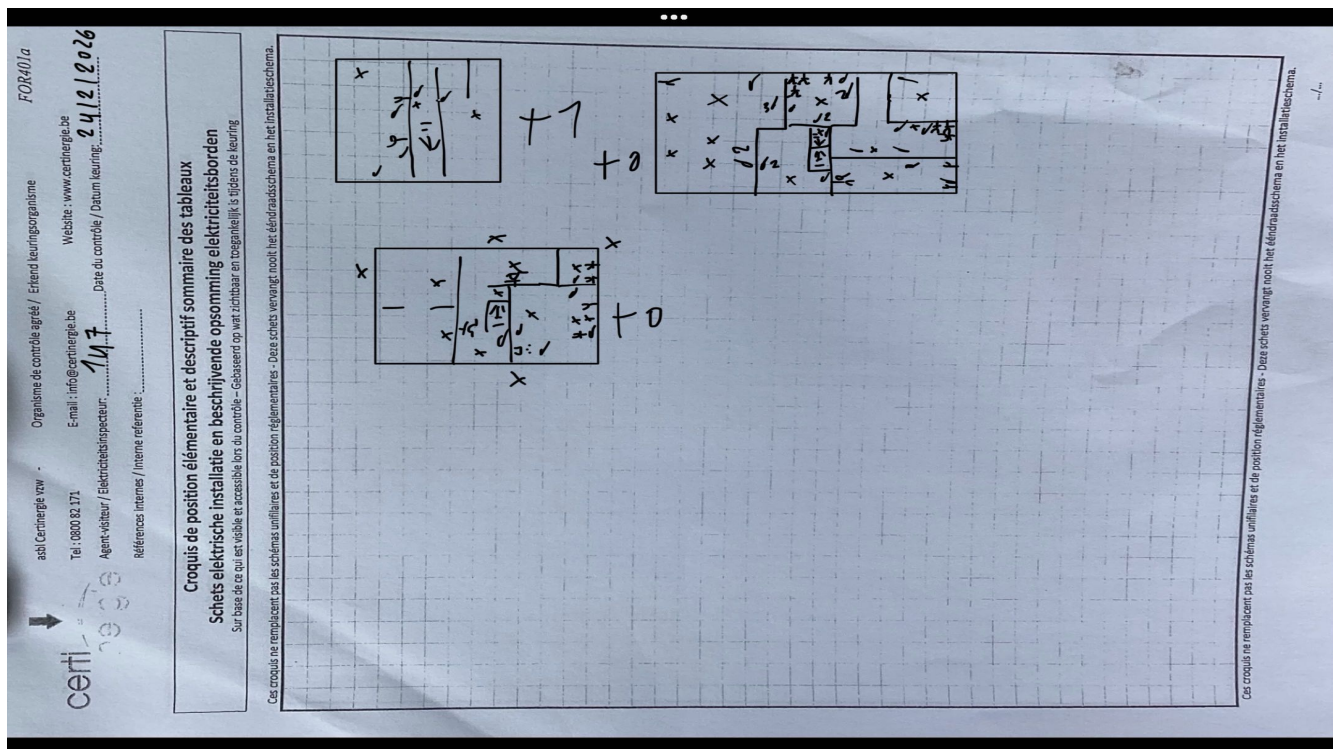 FOR401a
asbl Certinergie vzw - Organisme de contrôle agréé / Erkend keuringsorganisme
certi
Tel : 0800 82 171 E-mail : info@certinergie.be Website : www.certinergie.be
Agent-visiteur / Elektriciteitsinspecteur: 147 Date du contrôle / Datum keuring: 24/2/2026
Références internes / Interne referentie :
Croquis de position élémentaire et descriptif sommaire des tableaux
Schets elektrische installatie en beschrijvende opsomming elektriciteitsborden
Sur base de ce qui est visible et accessible lors du contrôle – Gebaseerd op wat zichtbaar en toegankelijk is tijdens de keuring
Ces croquis ne remplacent pas les schémas unifilaires et de position réglementaires - Deze schets vervangt nooit het ééndraadsschema en het installatieschema.
+1
+0
+0
Ces croquis ne remplacent pas les schémas unifilaires et de position réglementaires - Deze schets vervangt nooit het ééndraadsschema en het installatieschema.
.../...